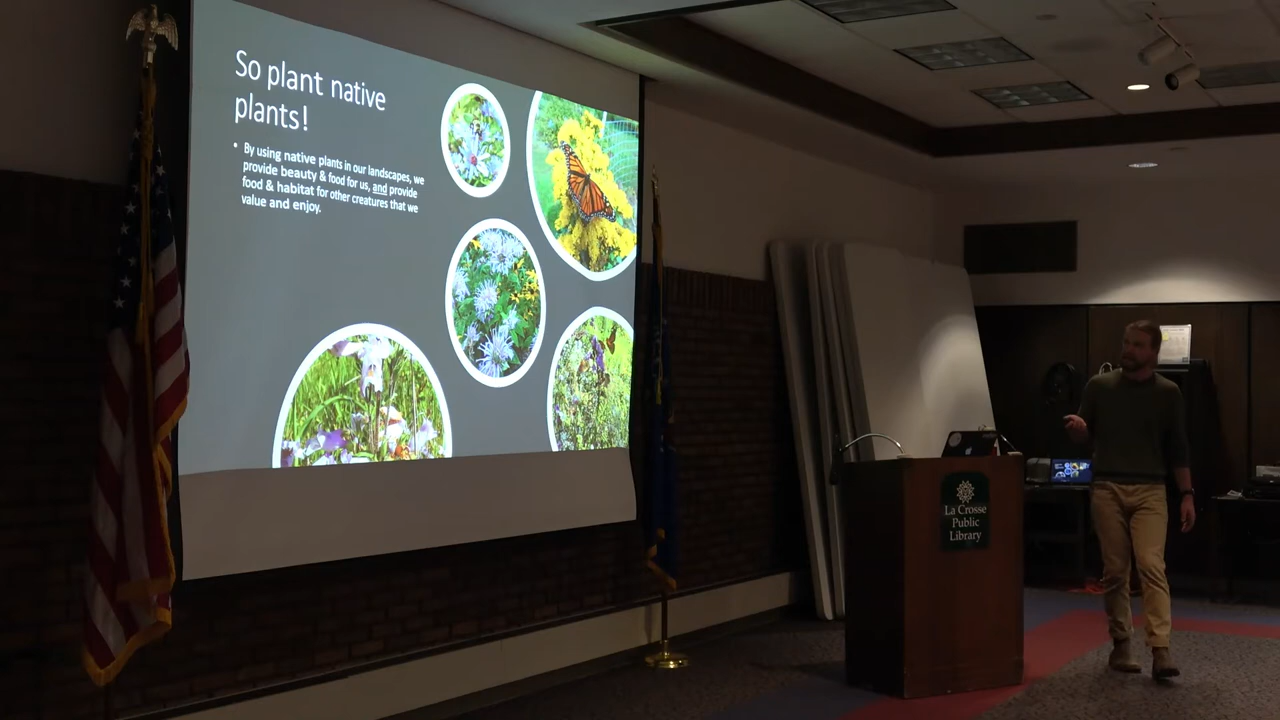 So plant native
plants!
• By using native plants in our landscapes, we
provide beauty & food for us, and provide
food & habitat for other creatures that we
value and enjoy.
La Crosse
Public
Library